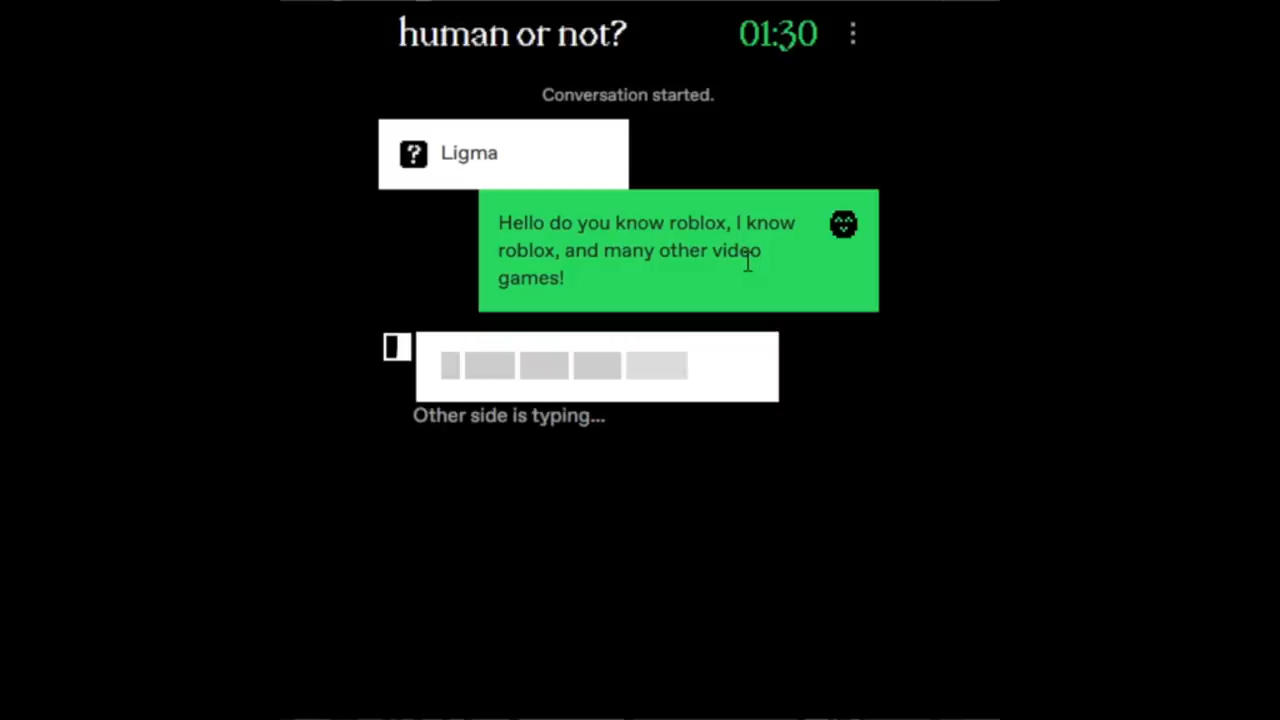 human or not?
01:30
Conversation started.
Ligma
Hello do you know roblox, I know
roblox, and many other video
games!
Other side is typing...